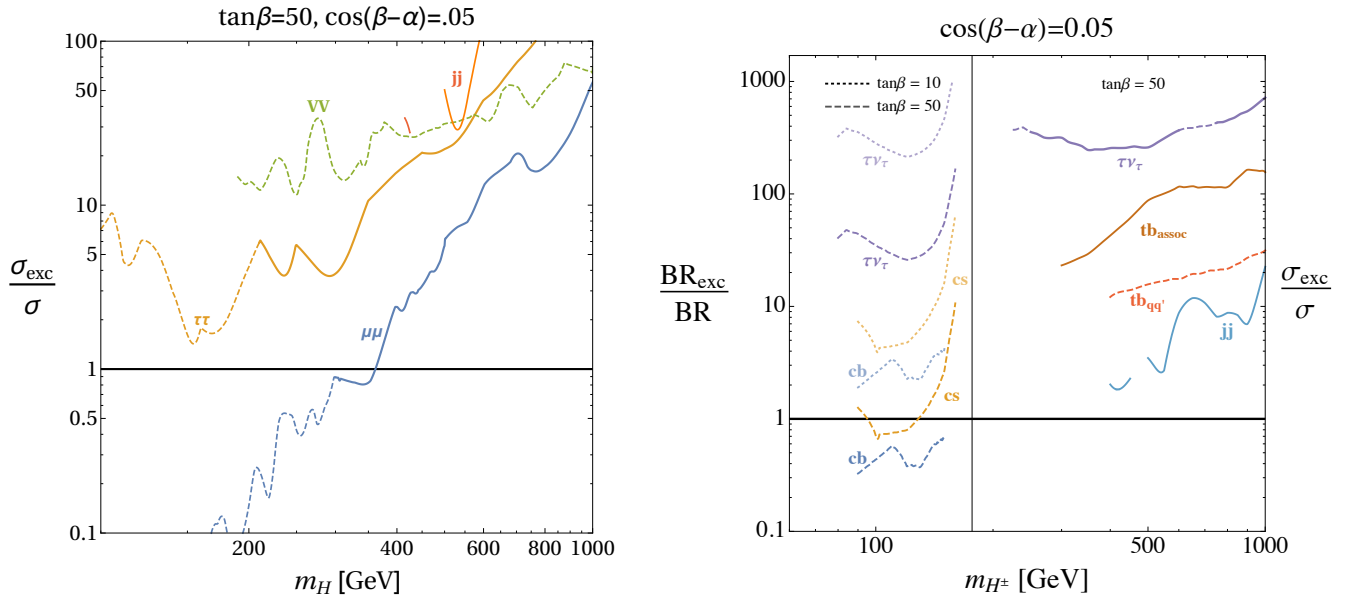 tanβ=50, cos(β−α)=.05
100
50
10
5
1
0.5
0.1
σexc
σ
VV
jj
ττ
μμ
200
400
600
800
1000
mH [GeV]
cos(β−α)=0.05
1000
100
10
1
0.1
BRexc
BR
tanβ = 10
tanβ = 50
tanβ = 50
τντ
τντ
τντ
tbassoc
cs
tbqq'
jj
cb
cs
cb
σexc
σ
100
500
1000
mH± [GeV]